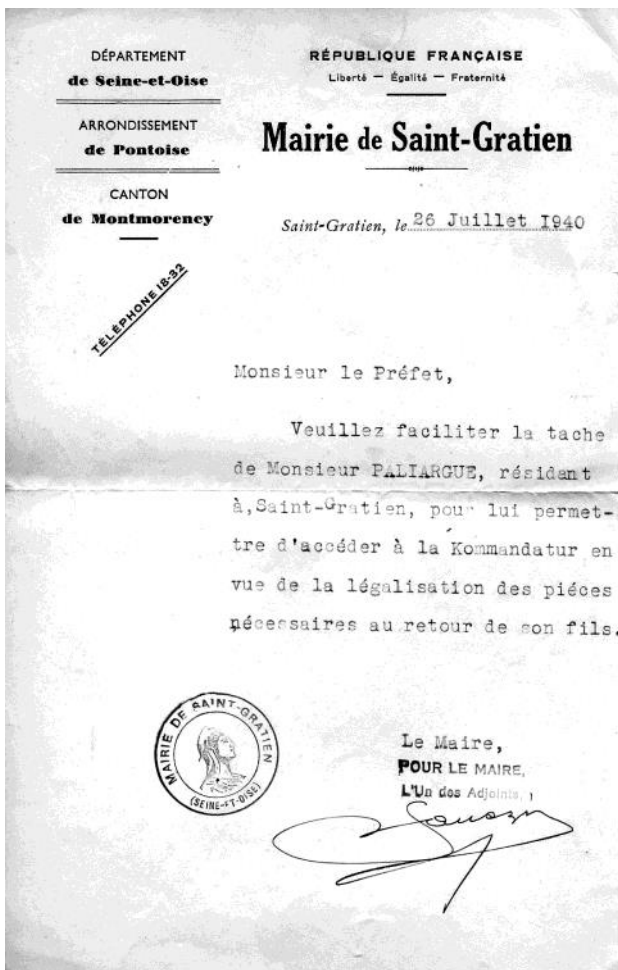 DÉPARTEMENT
de Seine-et-Oise
ARRONDISSEMENT
de Pontoise
CANTON
de Montmorency
TÉLÉPHONE 18-32
RÉPUBLIQUE FRANÇAISE
Liberté — Égalité — Fraternité
Mairie de Saint-Gratien
Saint-Gratien, le 26 Juillet I940
Monsieur le Préfet,
Veuillez faciliter la tache
de Monsieur PALIARGUE, résidant
à,Saint-Gratien, pour lui permet-
tre d'accéder à la Kommandatur en
vue de la légalisation des piéces
nécessaires au retour de son fils.
MAIRIE DE SAINT-GRATIEN
(SEINE-ET-OISE)
Le Maire,
POUR LE MAIRE,
L'Un des Adjoints,